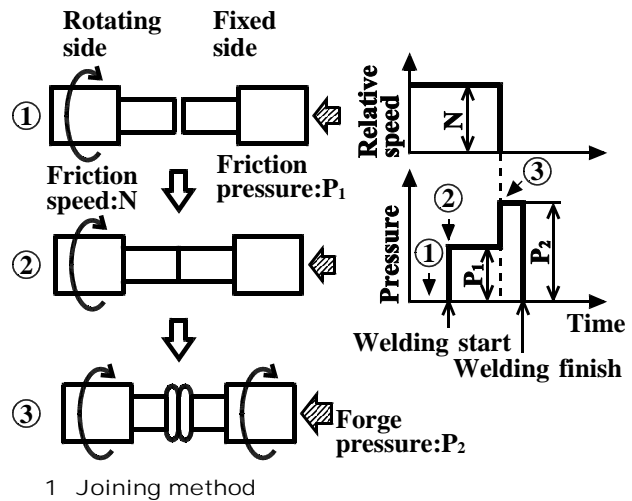 Rotating
side
Fixed
side
①
Friction
speed:N
Friction
pressure:P₁
②
③
Forge
pressure:P₂
Relative
speed
N
③
②
①
Pressure
P₁
P₂
Time
Welding start
Welding finish
1 Joining method